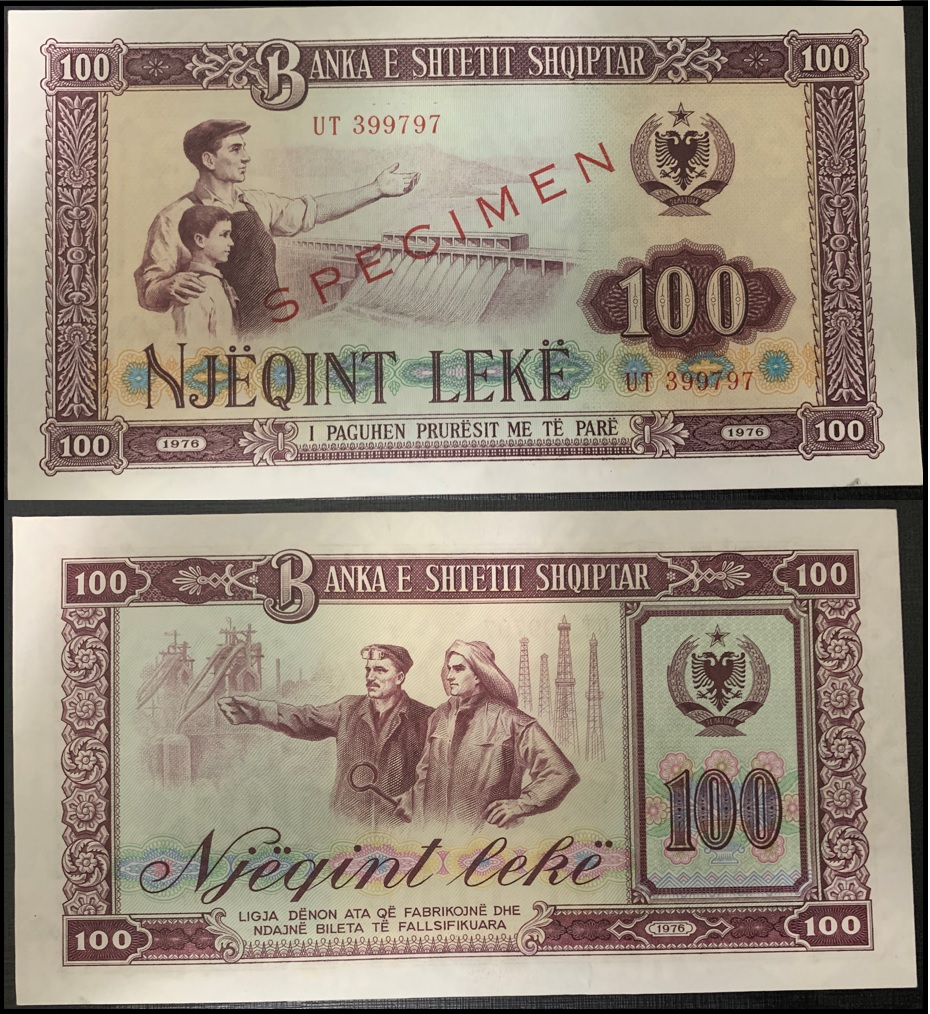 100 BANKA E SHTETIT SHQIPTAR 100
UT 399797
SPECIMEN
100
NJËQINT LEKË
UT 399797
100 1976 I PAGUHEN PRURËSIT ME TË PARË 1976 100
100 BANKA E SHTETIT SHQIPTAR 100
100
Njëqint lekë
LIGJA DËNON ATA QË FABRIKOJNË DHE
NDAJNË BILETA TË FALLSIFIKUARA
100 1976 100